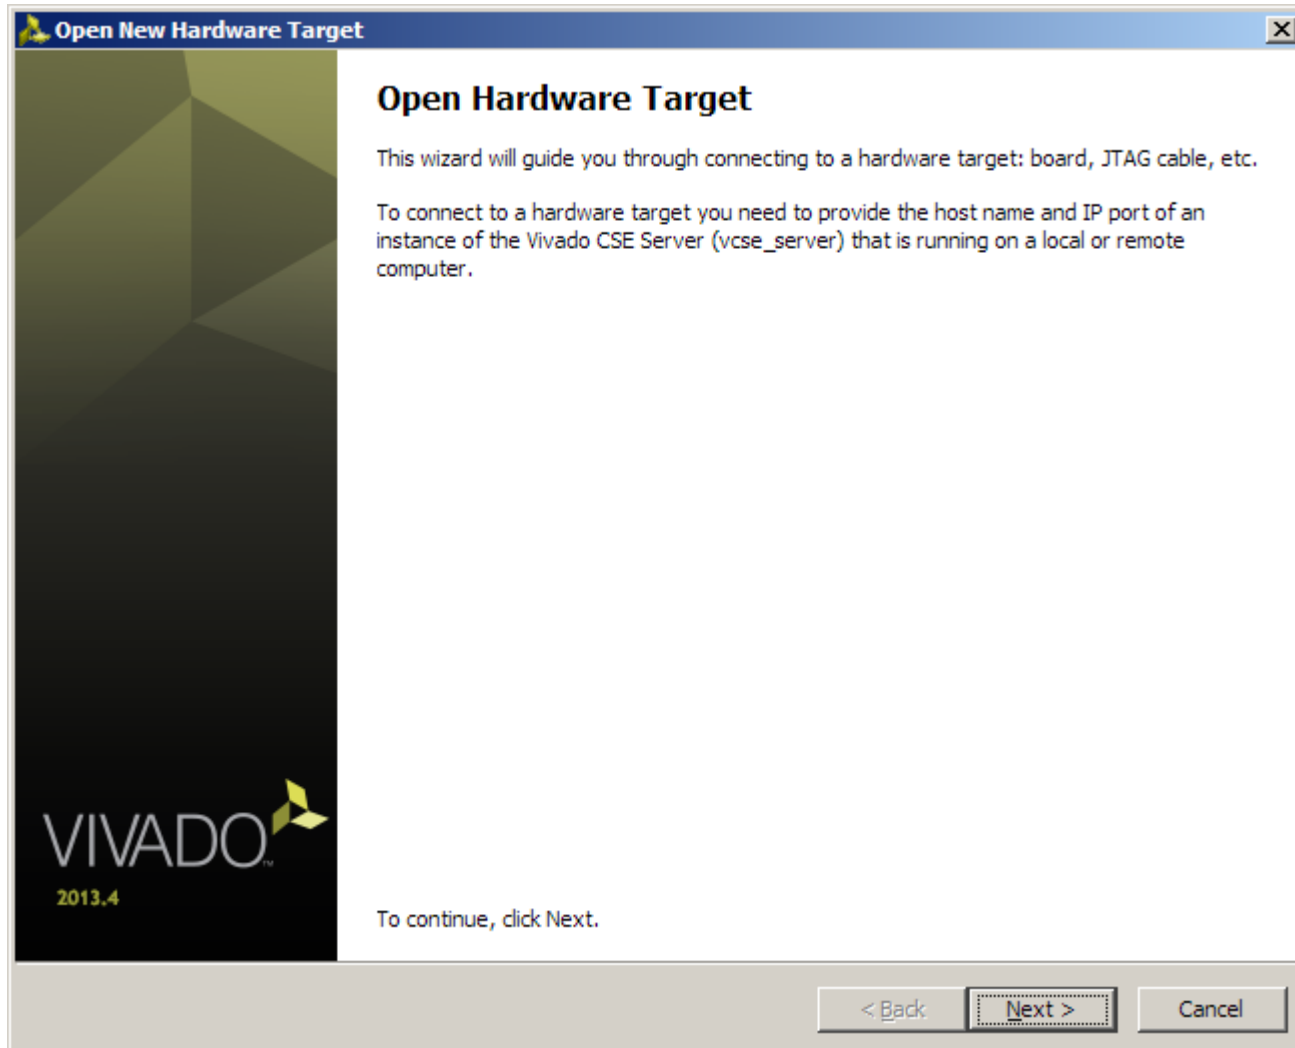 Open New Hardware Target
Open Hardware Target
This wizard will guide you through connecting to a hardware target: board, JTAG cable, etc.
To connect to a hardware target you need to provide the host name and IP port of an
instance of the Vivado CSE Server (vcse_server) that is running on a local or remote
computer.
VIVADO™
2013.4
To continue, click Next.
< Back
Next >
Cancel